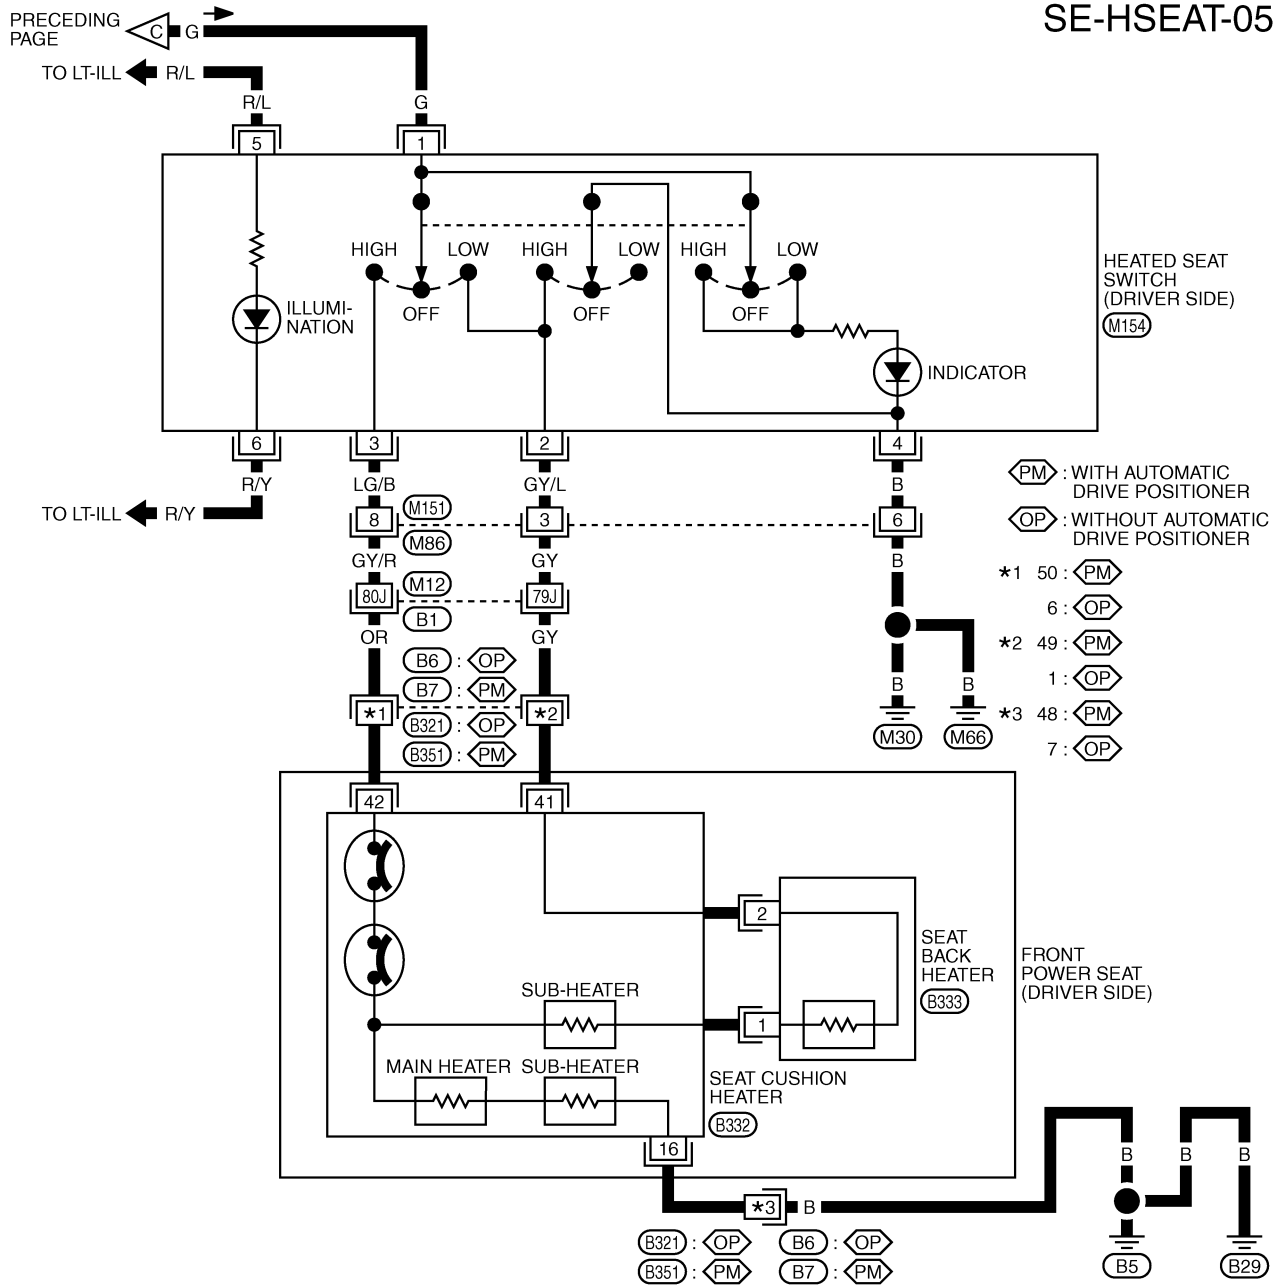 SE-HSEAT-05
PRECEDING
PAGE
C
G
TO LT-ILL
R/L
R/L
G
5
1
HIGH
LOW
HIGH
LOW
HIGH
LOW
OFF
OFF
OFF
ILLUMI-
NATION
INDICATOR
HEATED SEAT
SWITCH
(DRIVER SIDE)
M154
6
3
2
4
R/Y
LG/B
GY/L
B
TO LT-ILL
R/Y
8
M151
3
6
M86
GY/R
GY
B
80J
M12
79J
B1
OR
GY
B6 : OP
B7 : PM
*1
*2
B321 : OP
B351 : PM
B
B
M30
M66
PM : WITH AUTOMATIC
DRIVE POSITIONER
OP : WITHOUT AUTOMATIC
DRIVE POSITIONER
*1 50 : PM
6 : OP
*2 49 : PM
1 : OP
*3 48 : PM
7 : OP
42
41
2
SEAT
BACK
HEATER
B333
FRONT
POWER SEAT
(DRIVER SIDE)
SUB-HEATER
1
MAIN HEATER
SUB-HEATER
SEAT CUSHION
HEATER
B332
16
*3
B
B
B
B
B321 : OP
B6 : OP
B351 : PM
B7 : PM
B5
B29